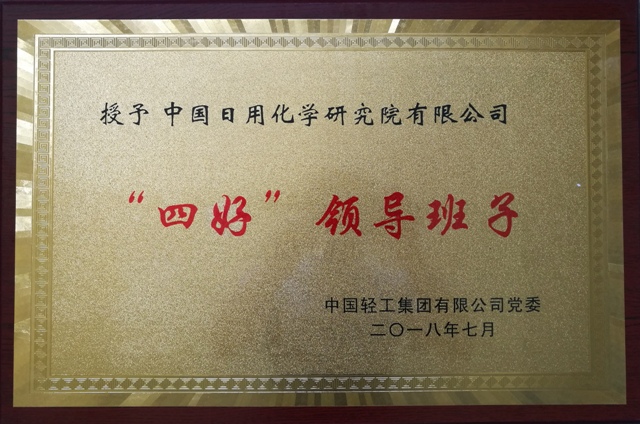 授予 中国日用化学研究院有限公司
“四好”领导班子
中国轻工集团有限公司党委
二〇一八年七月